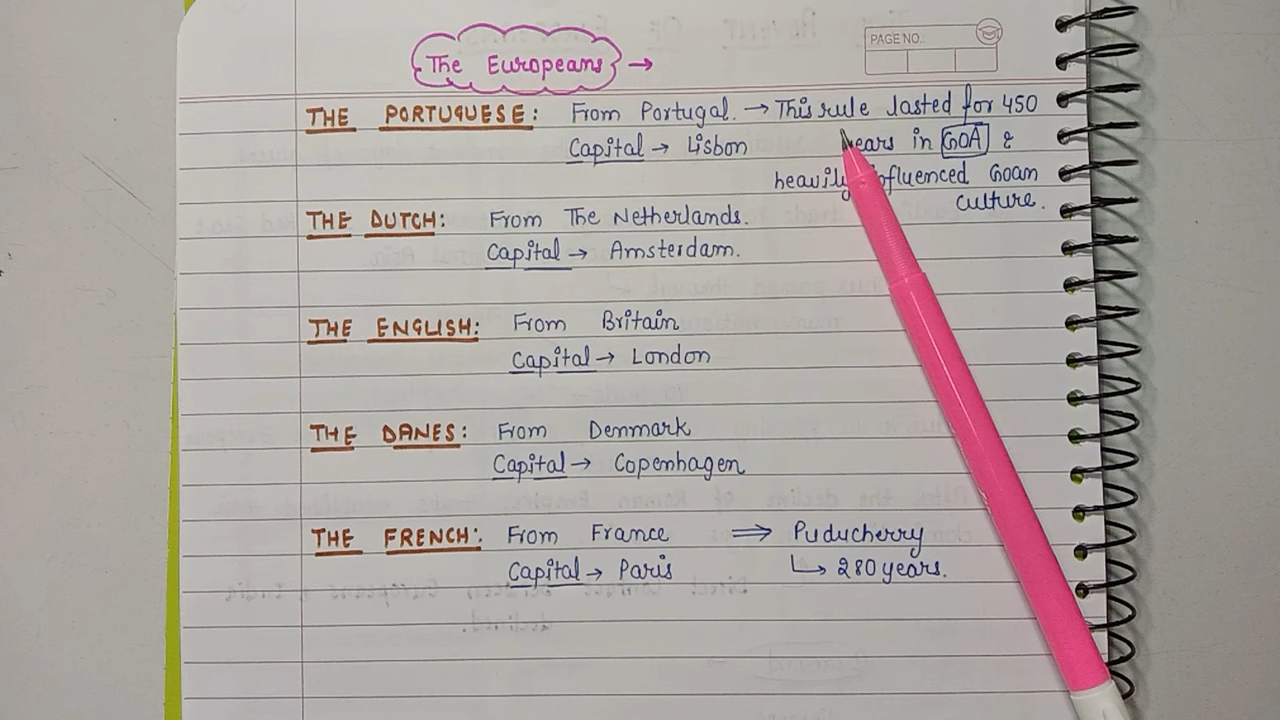 The Europeans →
PAGE NO.:
THE PORTUGUESE: From Portugal. → This rule lasted for 450
Capital → Lisbon years in GOA &
heavily influenced Goan
culture.
THE DUTCH: From The Netherlands.
Capital → Amsterdam.
THE ENGLISH: From Britain
Capital → London
THE DANES: From Denmark
Capital → Copenhagen
THE FRENCH: From France ⟹ Puducherry
Capital → Paris ↳ 280 years.